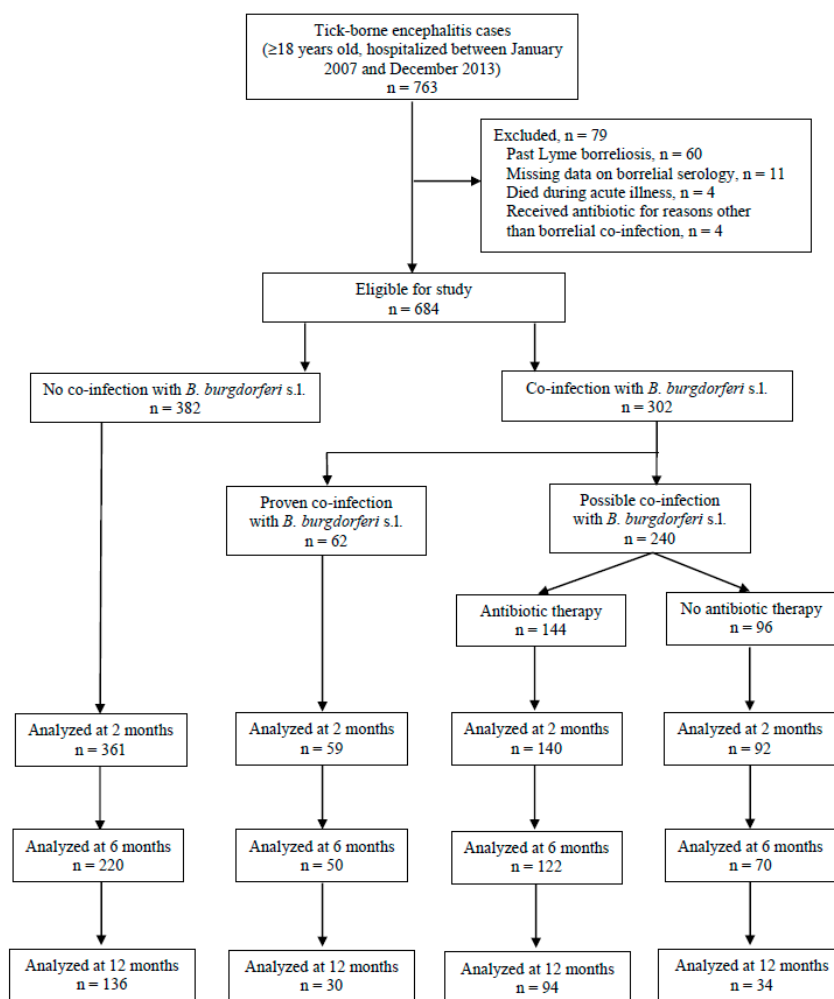 Tick-borne encephalitis cases
(≥18 years old, hospitalized between January
2007 and December 2013)
n = 763
Excluded, n = 79
Past Lyme borreliosis, n = 60
Missing data on borrelial serology, n = 11
Died during acute illness, n = 4
Received antibiotic for reasons other
than borrelial co-infection, n = 4
Eligible for study
n = 684
No co-infection with B. burgdorferi s.l.
n = 382
Co-infection with B. burgdorferi s.l.
n = 302
Proven co-infection
with B. burgdorferi s.l.
n = 62
Possible co-infection
with B. burgdorferi s.l.
n = 240
Antibiotic therapy
n = 144
No antibiotic therapy
n = 96
Analyzed at 2 months
n = 361
Analyzed at 2 months
n = 59
Analyzed at 2 months
n = 140
Analyzed at 2 months
n = 92
Analyzed at 6 months
n = 220
Analyzed at 6 months
n = 50
Analyzed at 6 months
n = 122
Analyzed at 6 months
n = 70
Analyzed at 12 months
n = 136
Analyzed at 12 months
n = 30
Analyzed at 12 months
n = 94
Analyzed at 12 months
n = 34